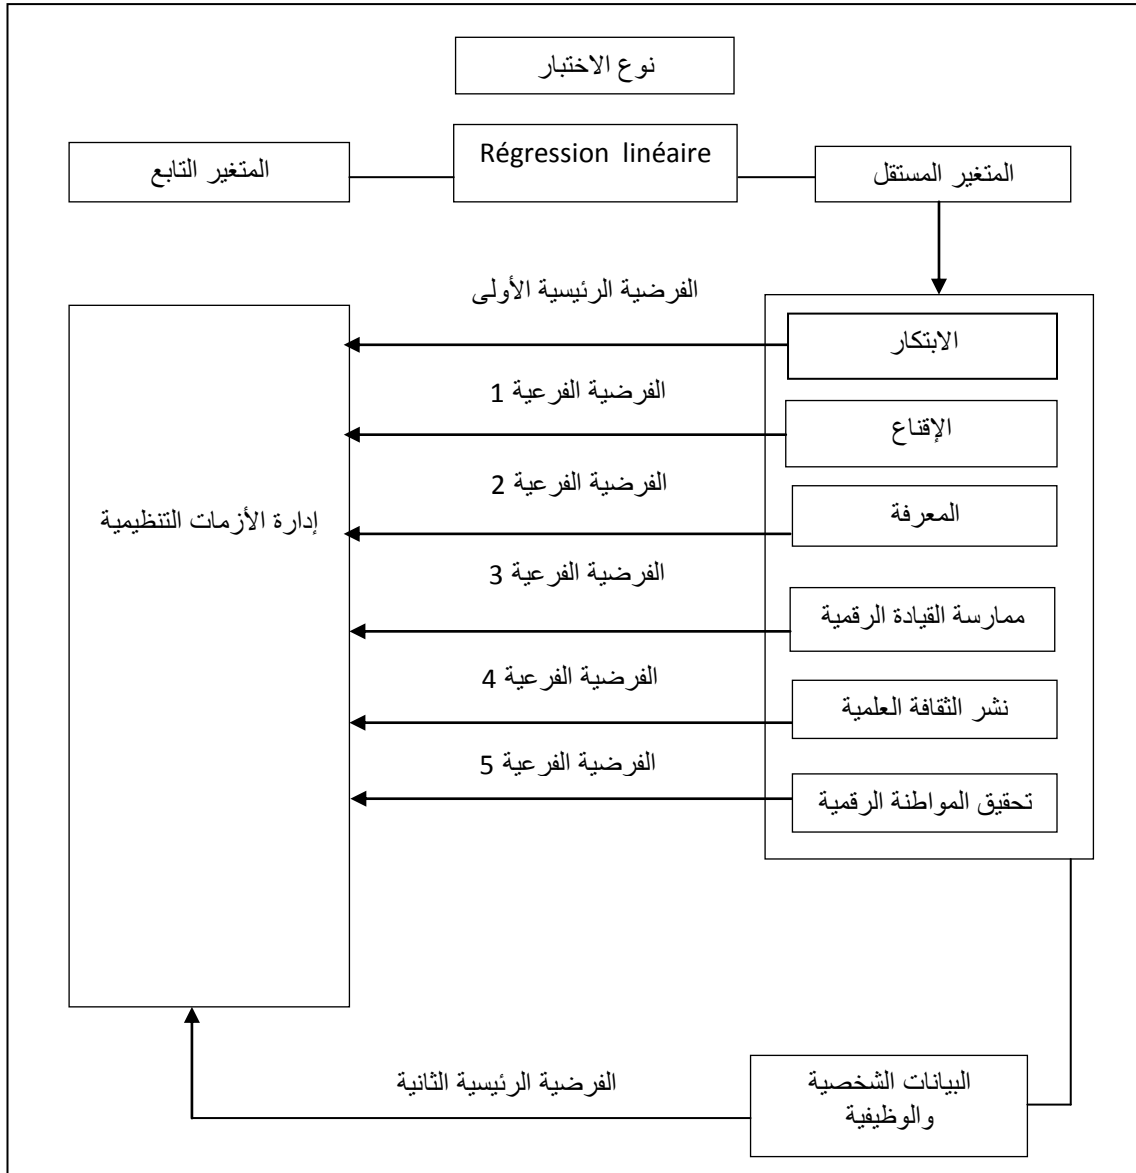 نوع الاختبار
المتغير المستقل
Régression linéaire
المتغير التابع
الفرضية الرئيسية الأولى
الابتكار
الفرضية الفرعية 1
الإقناع
الفرضية الفرعية 2
المعرفة
إدارة الأزمات التنظيمية
الفرضية الفرعية 3
ممارسة القيادة الرقمية
الفرضية الفرعية 4
نشر الثقافة العلمية
الفرضية الفرعية 5
تحقيق المواطنة الرقمية
البيانات الشخصية
والوظيفية
الفرضية الرئيسية الثانية